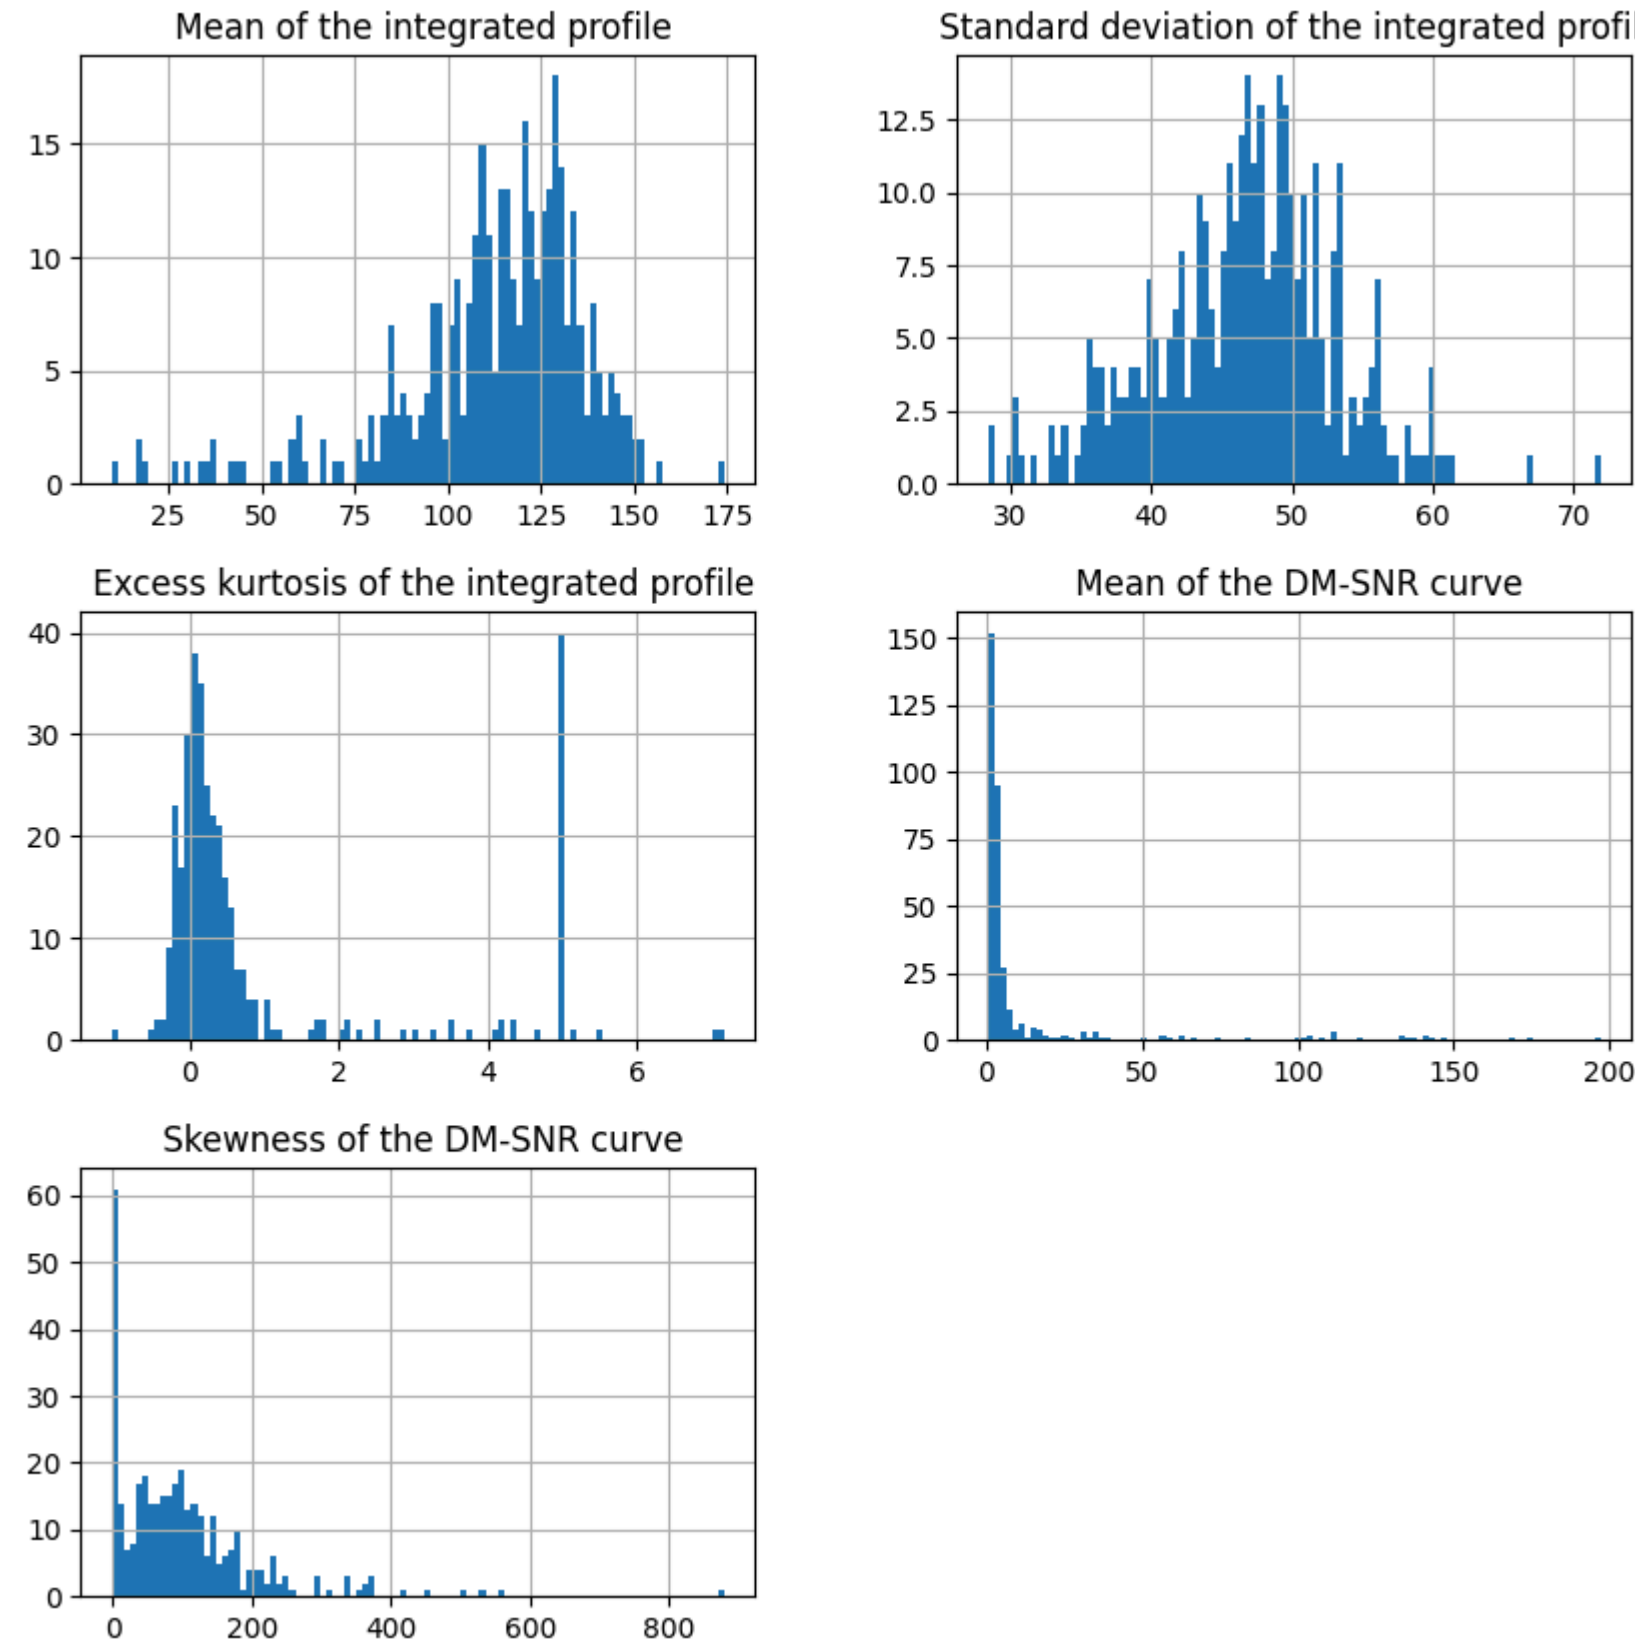 Mean of the integrated profile
15
10
5
0
25 50 75 100 125 150 175
Standard deviation of the integrated profi
12.5
10.0
7.5
5.0
2.5
0.0
30 40 50 60 70
Excess kurtosis of the integrated profile
40
30
20
10
0
0 2 4 6
Mean of the DM-SNR curve
150
125
100
75
50
25
0
0 50 100 150 200
Skewness of the DM-SNR curve
60
50
40
30
20
10
0
0 200 400 600 800